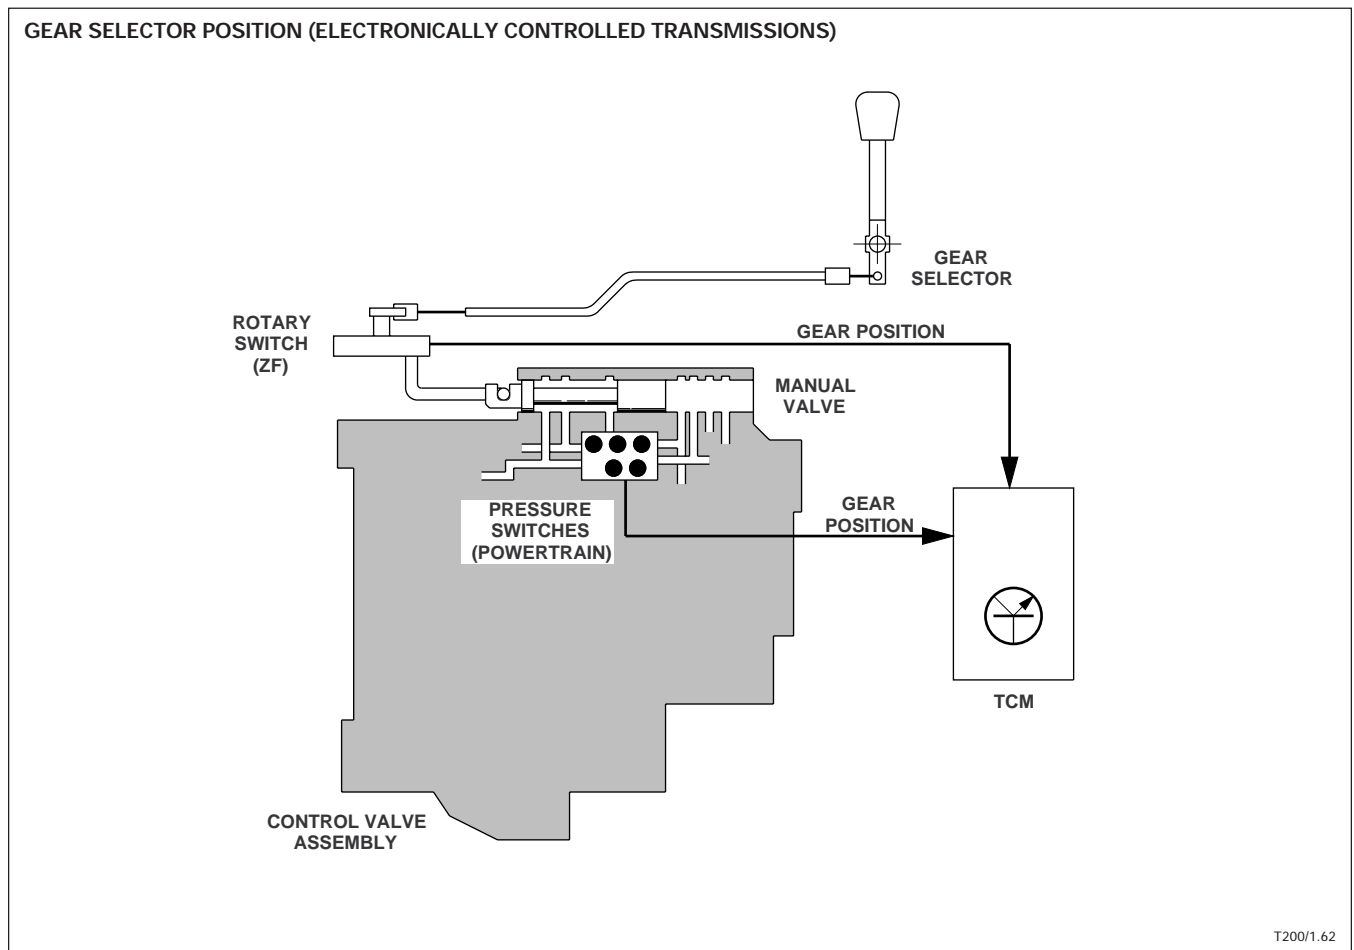 GEAR SELECTOR POSITION (ELECTRONICALLY CONTROLLED TRANSMISSIONS)
GEAR
SELECTOR
ROTARY
SWITCH
(ZF)
GEAR POSITION
MANUAL
VALVE
PRESSURE
SWITCHES
(POWERTRAIN)
GEAR
POSITION
TCM
CONTROL VALVE
ASSEMBLY
T200/1.62